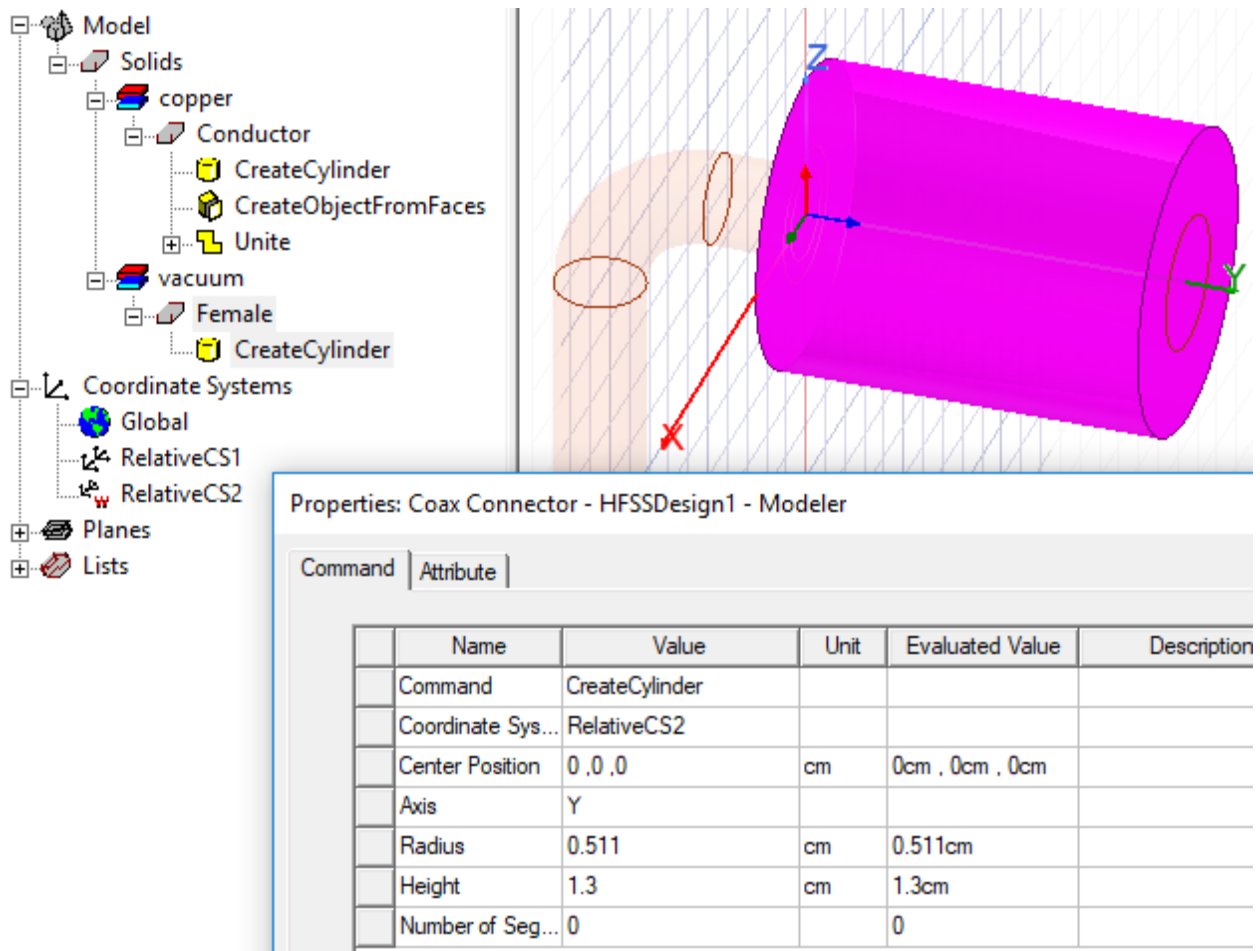 Model
Solids
copper
Conductor
CreateCylinder
CreateObjectFromFaces
Unite
vacuum
Female
CreateCylinder
Coordinate Systems
Global
RelativeCS1
RelativeCS2
Planes
Lists
Z
Y
X
Properties: Coax Connector - HFSSDesign1 - Modeler
Command Attribute
Name Value Unit Evaluated Value Description
Command CreateCylinder
Coordinate Sys... RelativeCS2
Center Position 0 ,0 ,0 cm 0cm , 0cm , 0cm
Axis Y
Radius 0.511 cm 0.511cm
Height 1.3 cm 1.3cm
Number of Seg... 0 0